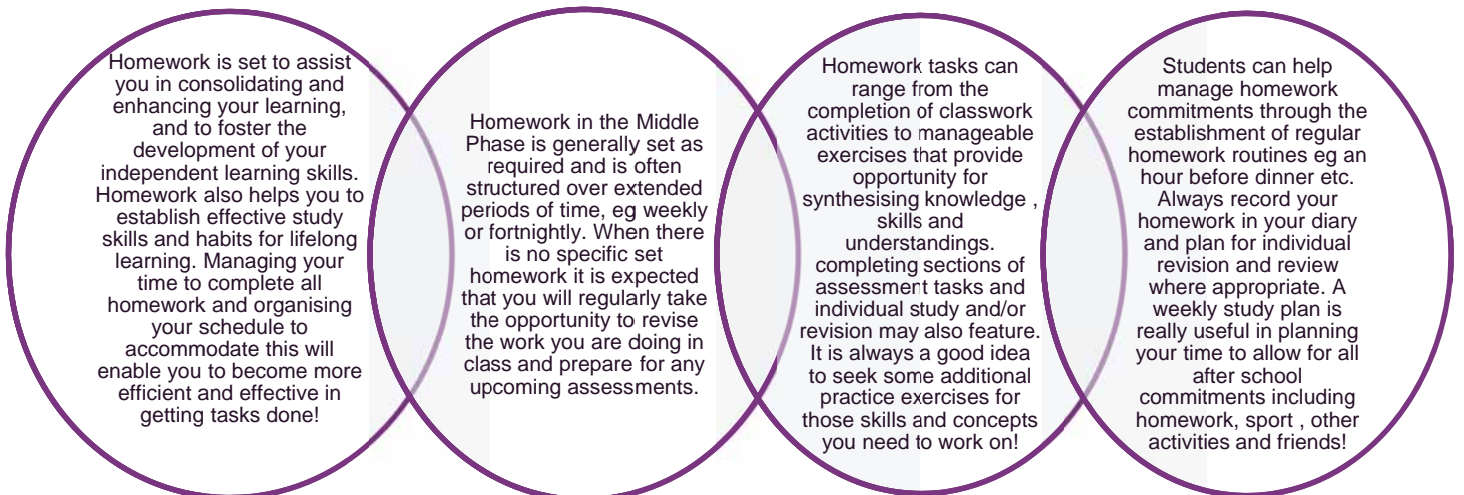 Homework is set to assist
you in consolidating and
enhancing your learning,
and to foster the
development of your
independent learning skills.
Homework also helps you to
establish effective study
skills and habits for lifelong
learning. Managing your
time to complete all
homework and organising
your schedule to
accommodate this will
enable you to become more
efficient and effective in
getting tasks done!
Homework in the Middle
Phase is generally set as
required and is often
structured over extended
periods of time, eg weekly
or fortnightly. When there
is no specific set
homework it is expected
that you will regularly take
the opportunity to revise
the work you are doing in
class and prepare for any
upcoming assessments.
Homework tasks can
range from the
completion of classwork
activities to manageable
exercises that provide
opportunity for
synthesising knowledge ,
skills and
understandings.
completing sections of
assessment tasks and
individual study and/or
revision may also feature.
It is always a good idea
to seek some additional
practice exercises for
those skills and concepts
you need to work on!
Students can help
manage homework
commitments through the
establishment of regular
homework routines eg an
hour before dinner etc.
Always record your
homework in your diary
and plan for individual
revision and review
where appropriate. A
weekly study plan is
really useful in planning
your time to allow for all
after school
commitments including
homework, sport , other
activities and friends!